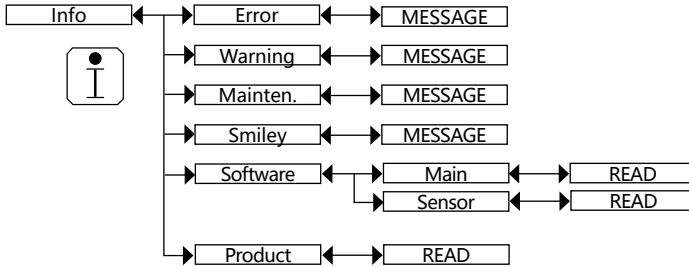 Info Error MESSAGE
Warning MESSAGE
Mainten. MESSAGE
Smiley MESSAGE
Software Main READ
Sensor READ
Product READ